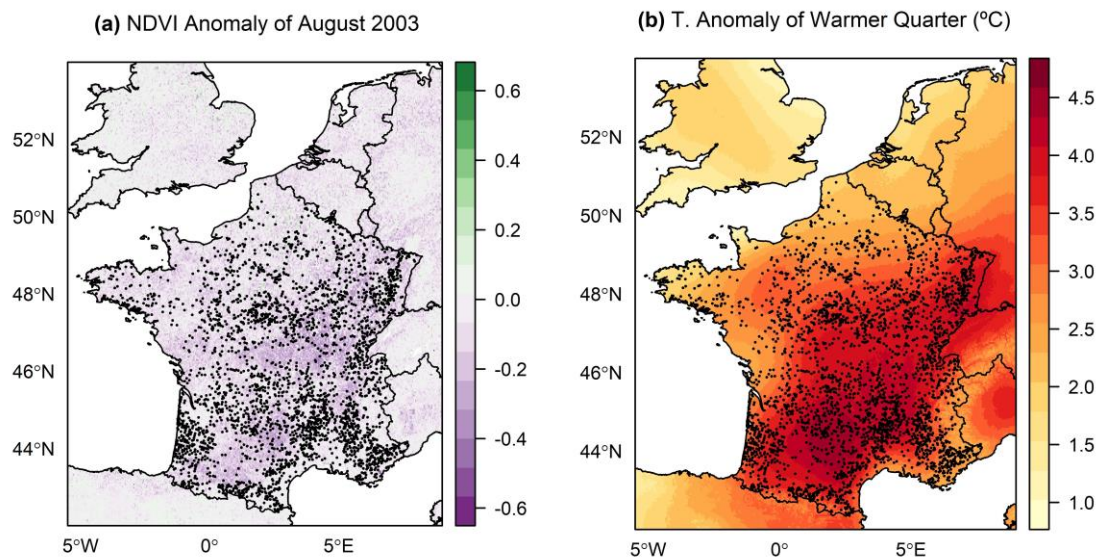 (a) NDVI Anomaly of August 2003
52°N
50°N
48°N
46°N
44°N
5°W 0° 5°E
0.6
0.4
0.2
0.0
-0.2
-0.4
-0.6
(b) T. Anomaly of Warmer Quarter (ºC)
52°N
50°N
48°N
46°N
44°N
5°W 0° 5°E
4.5
4.0
3.5
3.0
2.5
2.0
1.5
1.0